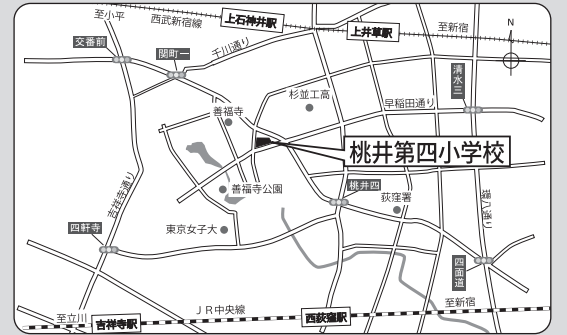 至小平
西武新宿線
上石神井駅
上井草駅
至新宿
N
交番前
関町一
千川通り
清水三
杉並工高
早稲田通り
善福寺
桃井第四小学校
吉祥寺通り
善福寺公園
桃井四
荻窪署
環八通り
四軒寺
東京女子大
四面道
至立川
吉祥寺駅
ＪＲ中央線
西荻窪駅
至新宿